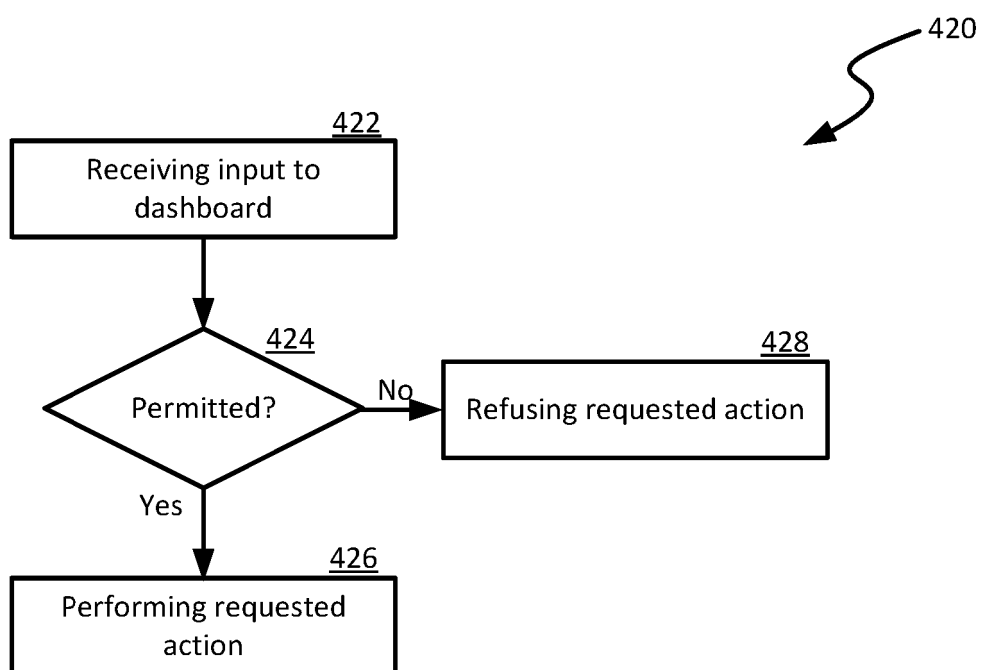 420
422
Receiving input to
dashboard
424
Permitted?
No
428
Refusing requested action
Yes
426
Performing requested
action